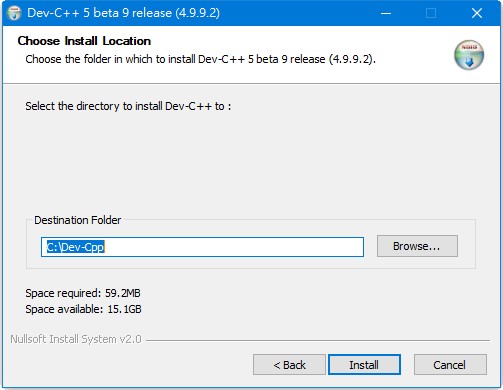 Dev-C++ 5 beta 9 release (4.9.9.2)
Choose Install Location
Choose the folder in which to install Dev-C++ 5 beta 9 release (4.9.9.2).
Select the directory to install Dev-C++ to :
Destination Folder
C:\Dev-Cpp
Browse...
Space required: 59.2MB
Space available: 15.1GB
Nullsoft Install System v2.0
< Back
Install
Cancel